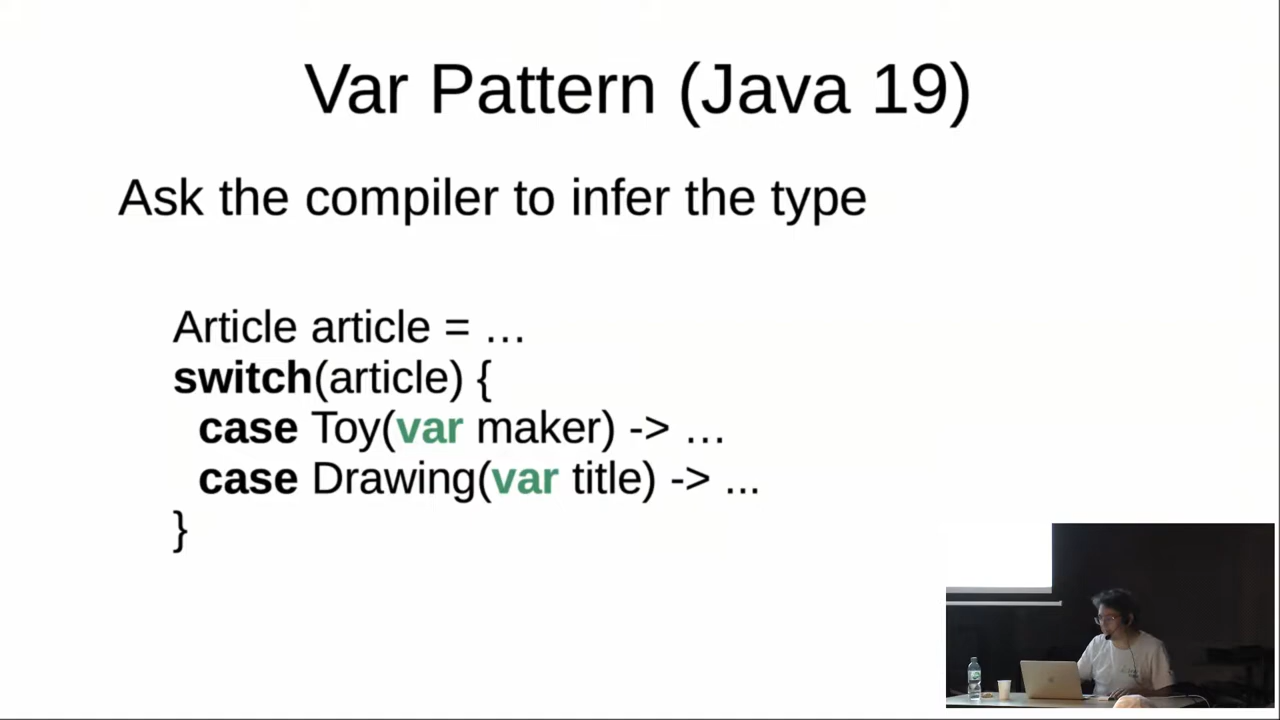 Var Pattern (Java 19)
Ask the compiler to infer the type
Article article = …
switch(article) {
case Toy(var maker) -> …
case Drawing(var title) -> ...
}